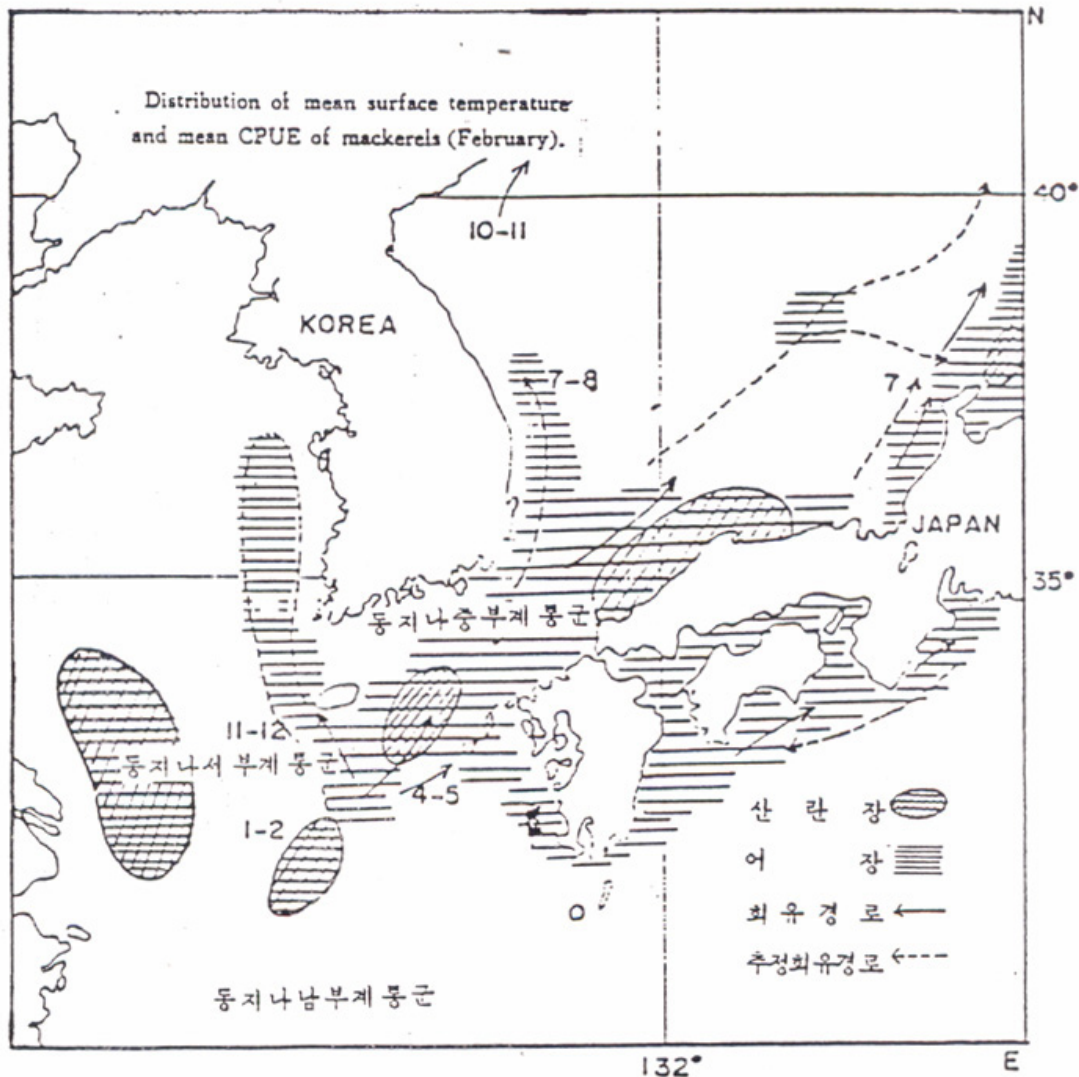 N
Distribution of mean surface temperature
and mean CPUE of mackerels (February).
40°
10-11
KOREA
7-8
7
JAPAN
35°
동지나중부계통군
11-12
동지나서부계통군
4-5
1-2
산란장
어장
회유경로
추정회유경로
동지나남부계통군
132°
E